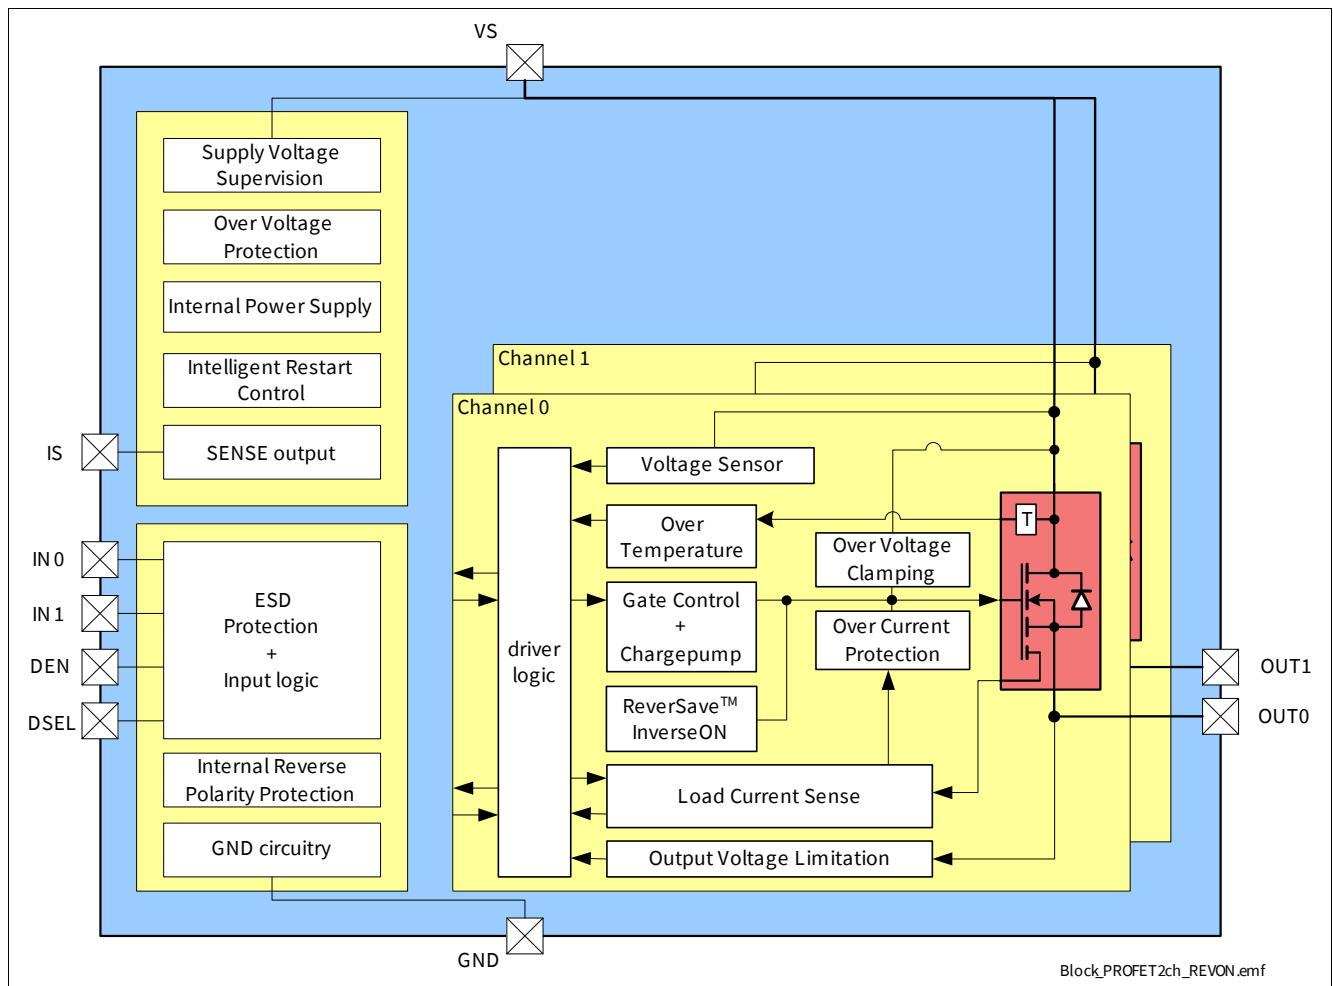 VS
Supply Voltage
Supervision
Over Voltage
Protection
Internal Power Supply
Intelligent Restart
Control
SENSE output
IS
IN 0
IN 1
DEN
DSEL
ESD
Protection
+
Input logic
Internal Reverse
Polarity Protection
GND circuitry
GND
Channel 1
Channel 0
driver
logic
Voltage Sensor
Over
Temperature
Gate Control
+
Chargepump
ReverSave™
InverseON
Over Voltage
Clamping
Over Current
Protection
Load Current Sense
Output Voltage Limitation
T
OUT1
OUT0
Block_PROFET2ch_REVON.emf